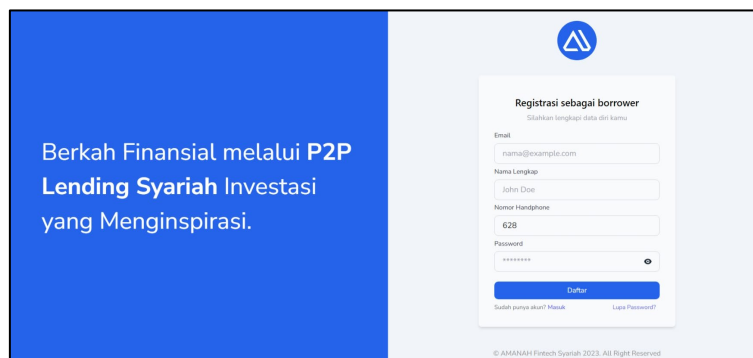 Berkah Finansial melalui P2P
Lending Syariah Investasi
yang Menginspirasi.
Registrasi sebagai borrower
Silahkan lengkapi data diri kamu
Email
nama@example.com
Nama Lengkap
John Doe
Nomor Handphone
628
Password
********
Daftar
Sudah punya akun? Masuk Lupa Password?
© AMANAH Fintech Syariah 2023. All Right Reserved